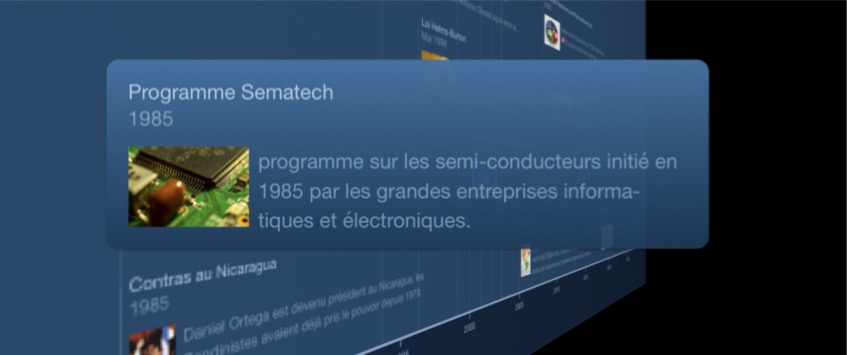 Loi Helms-Burton
Mar 1996
Programme Sematech
1985
programme sur les semi-conducteurs initié en
1985 par les grandes entreprises informa-
tiques et électroniques.
Contras au Nicaragua
1985
Daniel Ortega est devenu président au Nicaragua, les
Sandinistes avaient déjà pris le pouvoir depuis 1979.
2000